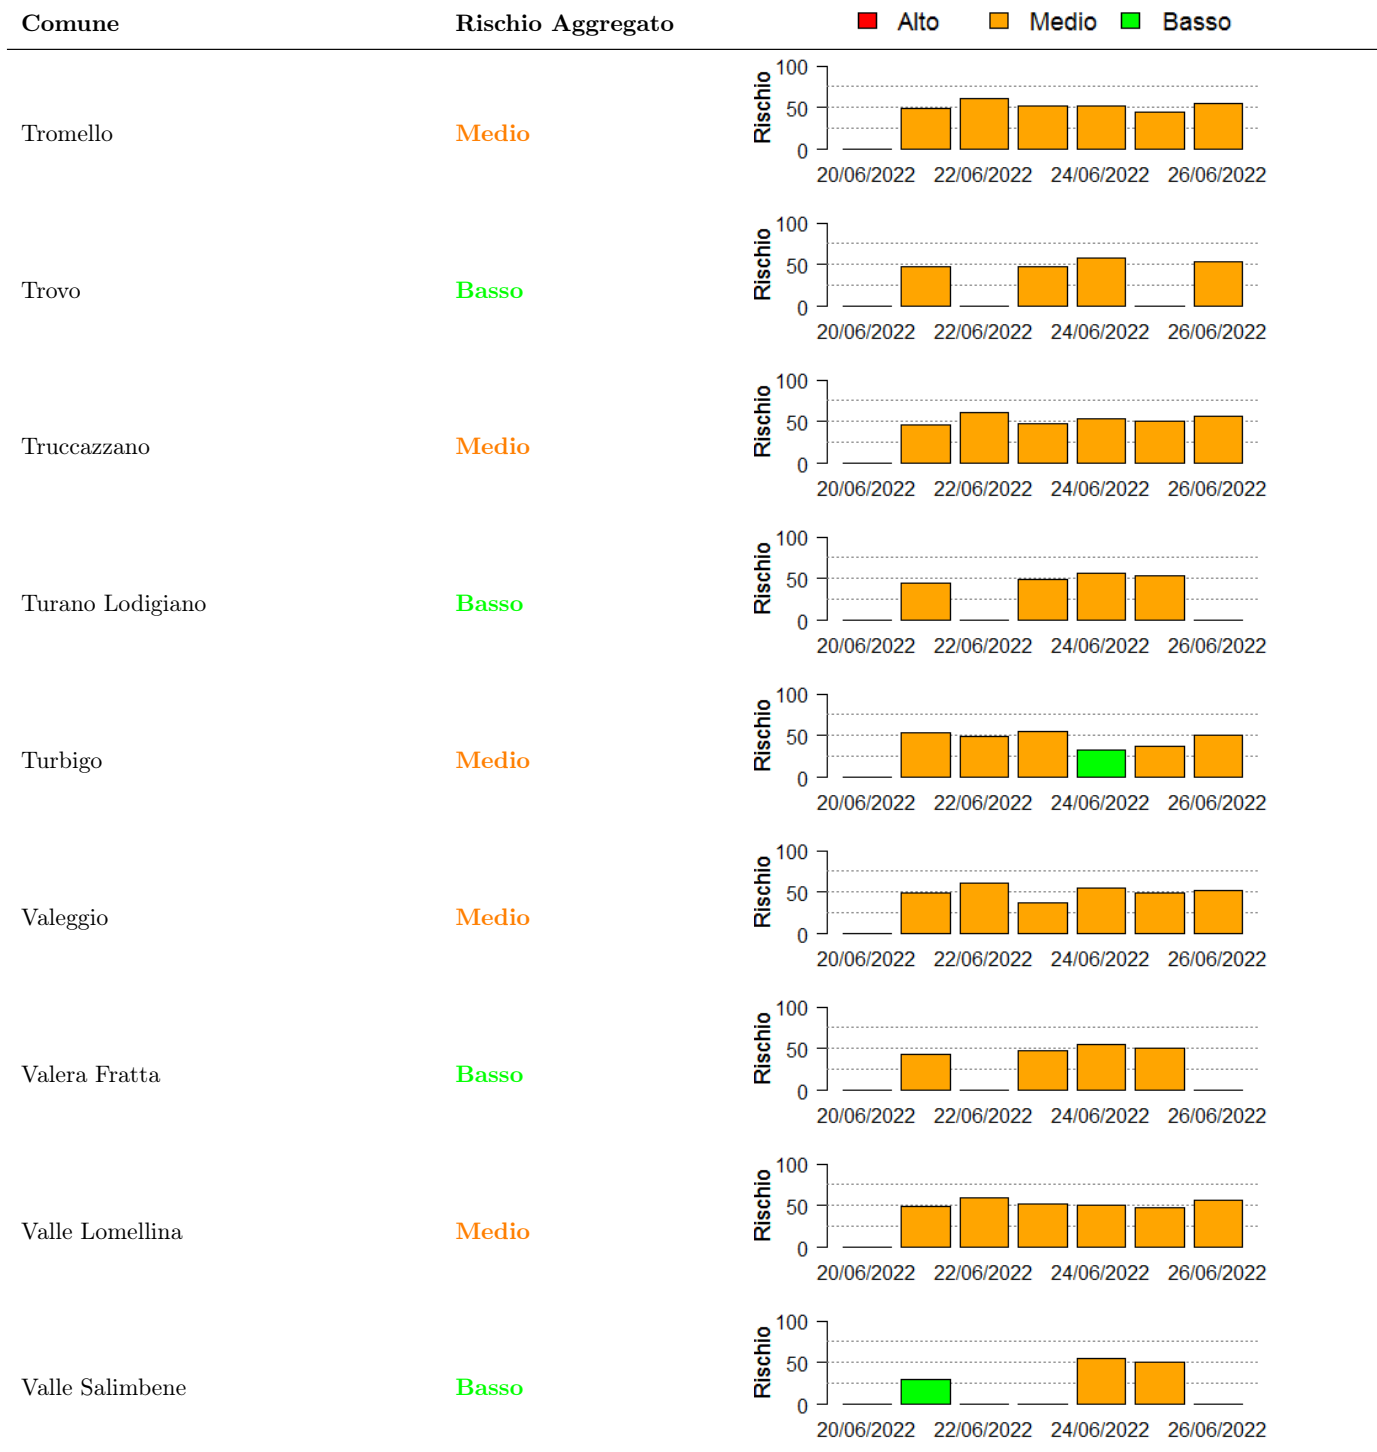 Comune Rischio Aggregato Alto Medio Basso
Tromello Medio Rischio 100 50 0
20/06/2022 22/06/2022 24/06/2022 26/06/2022
Trovo Basso Rischio 100 50 0
20/06/2022 22/06/2022 24/06/2022 26/06/2022
Truccazzano Medio Rischio 100 50 0
20/06/2022 22/06/2022 24/06/2022 26/06/2022
Turano Lodigiano Basso Rischio 100 50 0
20/06/2022 22/06/2022 24/06/2022 26/06/2022
Turbigo Medio Rischio 100 50 0
20/06/2022 22/06/2022 24/06/2022 26/06/2022
Valeggio Medio Rischio 100 50 0
20/06/2022 22/06/2022 24/06/2022 26/06/2022
Valera Fratta Basso Rischio 100 50 0
20/06/2022 22/06/2022 24/06/2022 26/06/2022
Valle Lomellina Medio Rischio 100 50 0
20/06/2022 22/06/2022 24/06/2022 26/06/2022
Valle Salimbene Basso Rischio 100 50 0
20/06/2022 22/06/2022 24/06/2022 26/06/2022